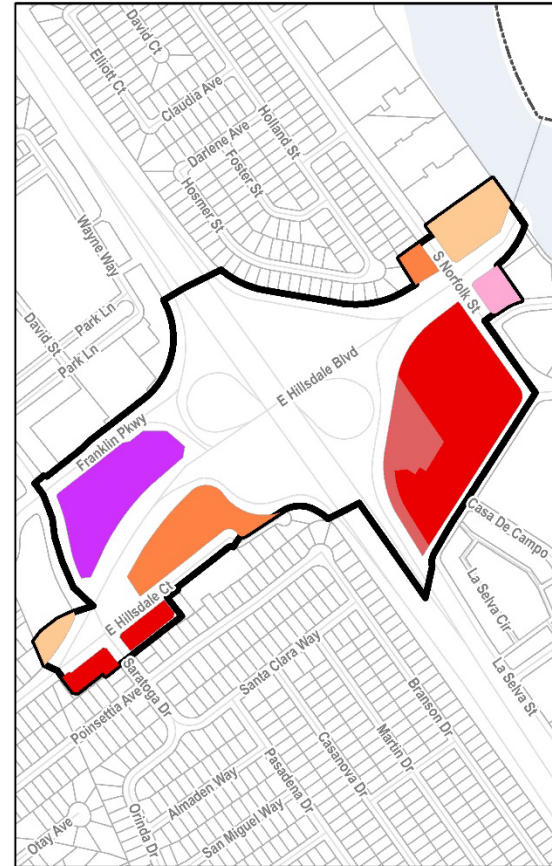 David Ct
Elliott Ct
Claudia Ave
Holland St
Darlene Ave
Foster St
Hosmer St
Wayne Way
S Norfolk St
Park Ln
David St
Park Ln
E Hillsdale Blvd
Franklin Pkwy
Casa De Campo
La Selva Cir
E Hillsdale Ct
La Selva St
Saratoga Dr
Santa Clara Way
Poinsettia Ave
Branson Dr
Martin Dr
Casanova Dr
Pasadena Dr
Almaden Way
Orinda Dr
San Miguel Way
Otay Ave